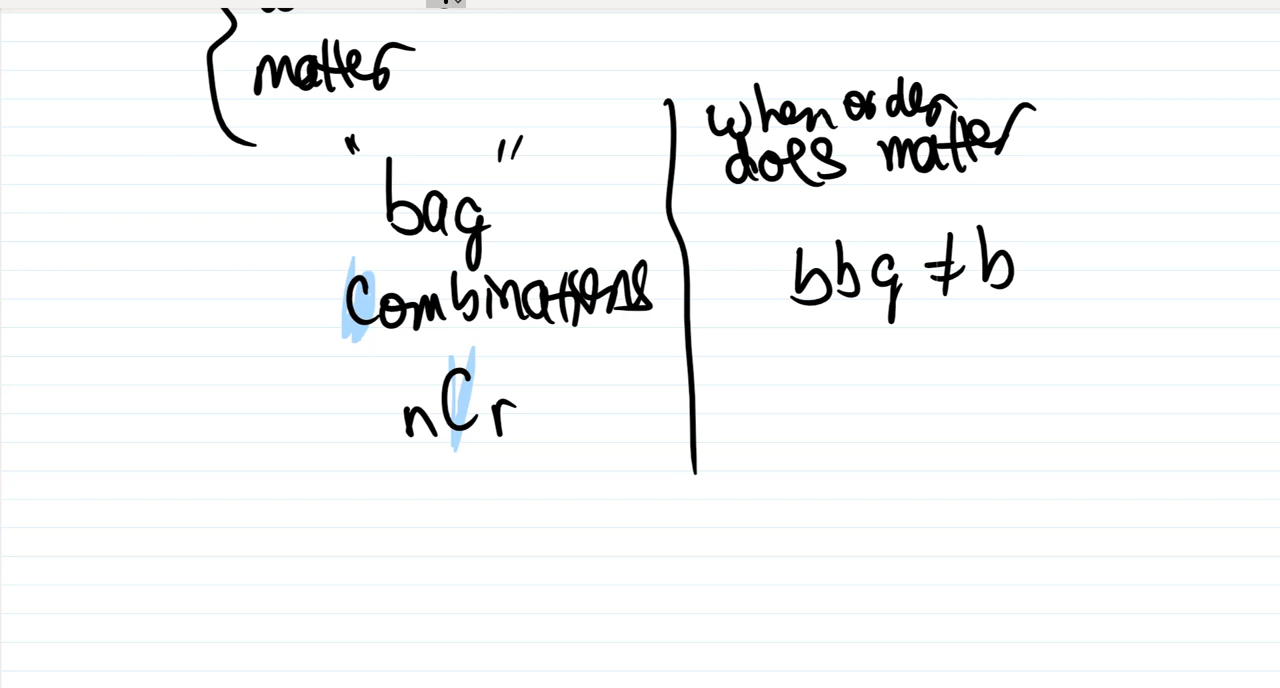 matter
"bag"
Combinations
nCr
when order
does matter
bbg ≠ b